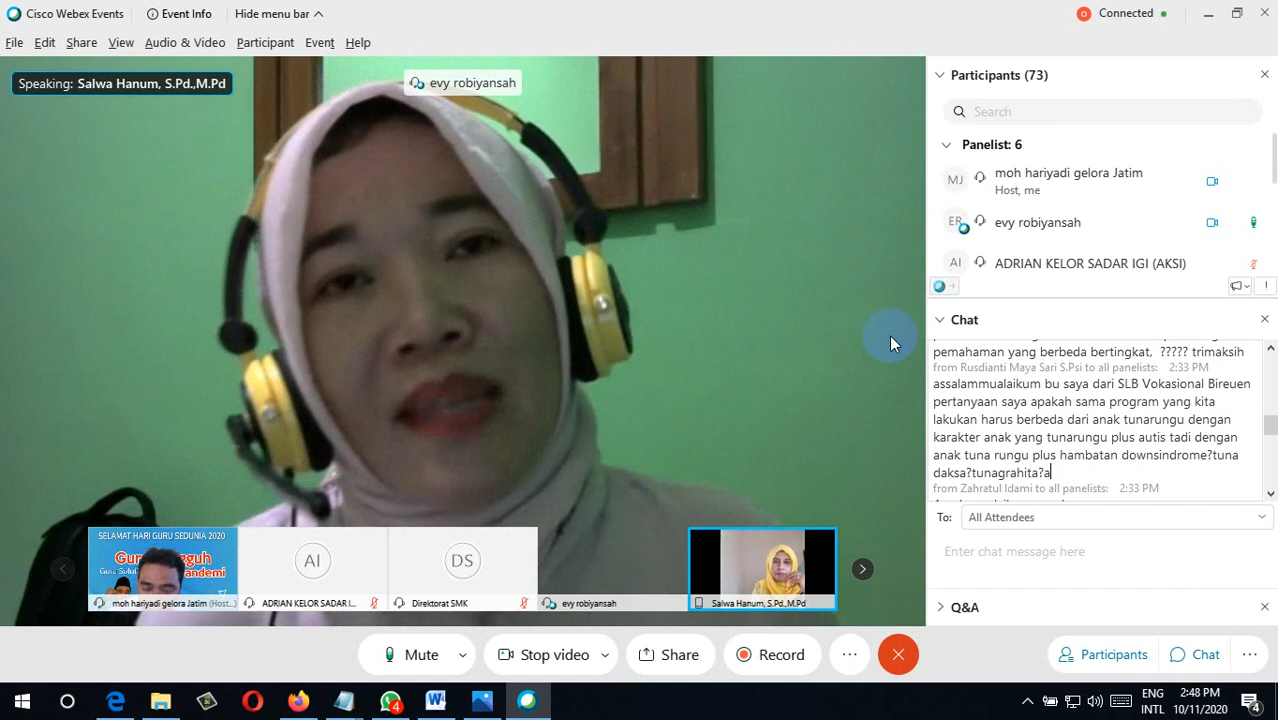 Cisco Webex Events
Event Info
Hide menu bar
Connected
File Edit Share View Audio & Video Participant Event Help
Speaking: Salwa Hanum, S.Pd.,M.Pd
evy robiyansah
Participants (73)
Search
Panelist: 6
MJ
moh hariyadi gelora Jatim
Host, me
ER
evy robiyansah
AI
ADRIAN KELOR SADAR IGI (AKSI)
Chat
pemahaman yang berbeda bertingkat, ????? trimaksih
from Rusdianti Maya Sari S.Psi to all panelists: 2:33 PM
assalammualaikum bu saya dari SLB Vokasional Bireuen
pertanyaan saya apakah sama program yang kita
lakukan harus berbeda dari anak tunarungu dengan
karakter anak yang tunarungu plus autis tadi dengan
anak tuna rungu plus hambatan downsindrome?tuna
daksa?tunagrahita?a
from Zahratul Idami to all panelists: 2:33 PM
To: All Attendees
Enter chat message here
Q&A
SELAMAT HARI GURU SEDUNIA 2020
moh hariyadi gelora Jatim (Host...)
AI
ADRIAN KELOR SADAR I...
DS
Direktorat SMK
evy robiyansah
Salwa Hanum, S.Pd.,M.Pd
Mute
Stop video
Share
Record
Participants
Chat
4
ENG
INTL
2:48 PM
10/11/2020
4